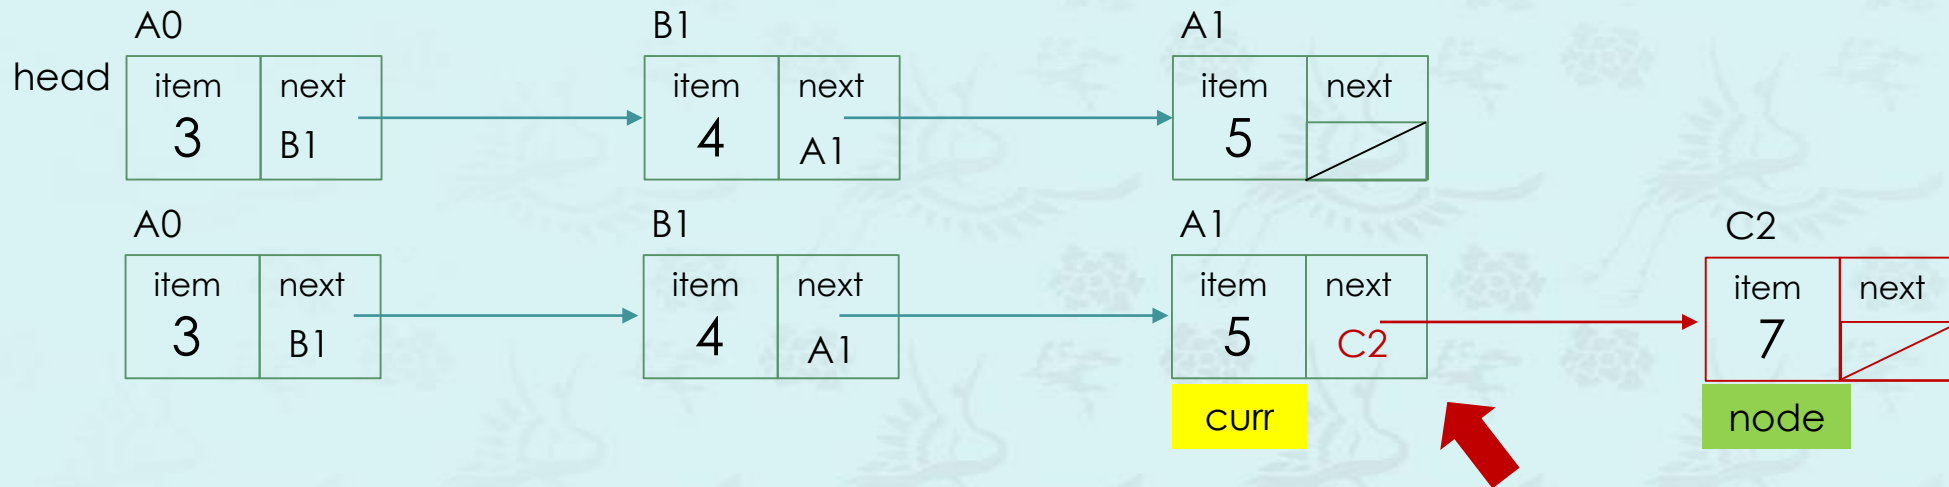 A0 B1 A1
head item next item next item next
3 B1 4 A1 5
A0 B1 A1 C2
item next item next item next item next
3 B1 4 A1 5 C2 7
curr node